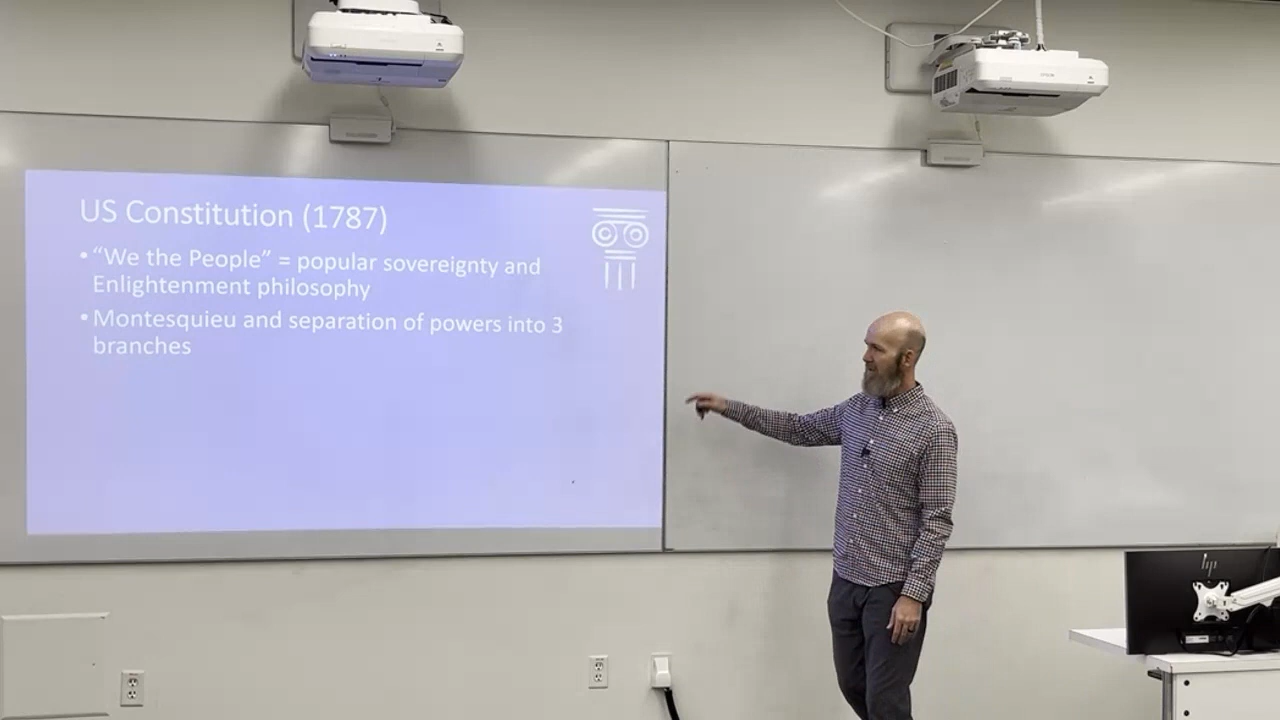 US Constitution (1787)
•“We the People” = popular sovereignty and
Enlightenment philosophy
•Montesquieu and separation of powers into 3
branches
hp